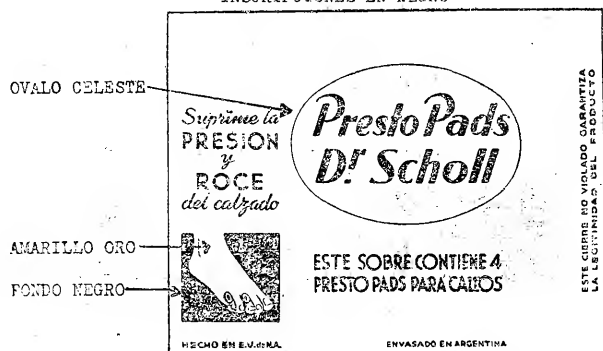 INSCRIPCIONES EN NEGRO
OVALO CELESTE
Suprime la
PRESION
y
ROCE
del calzado
Presto Pads
Dr. Scholl
AMARILLO ORO
FONDO NEGRO
ESTE SOBRE CONTIENE 4
PRESTO PADS PARA CALLOS
HECHO EN E.U. de N.A.
ENVASADO EN ARGENTINA
ESTE CIERRE NO VIOLADO GARANTIZA
LA LEGITIMIDAD DEL PRODUCTO